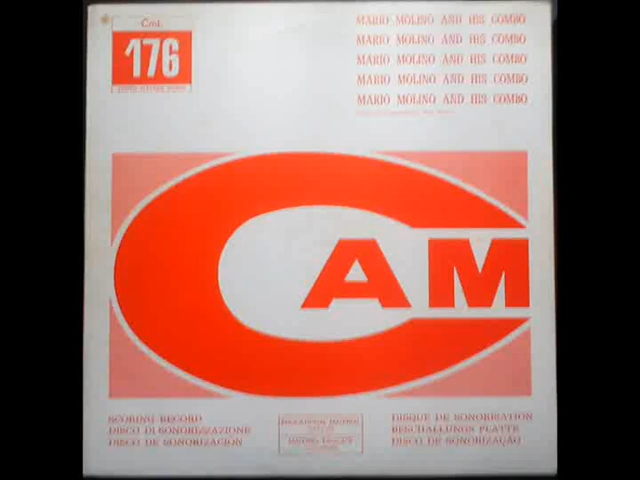 CmL
176
MARIO MOLINO AND HIS COMBO
MARIO MOLINO AND HIS COMBO
MARIO MOLINO AND HIS COMBO
MARIO MOLINO AND HIS COMBO
MARIO MOLINO AND HIS COMBO
CAM
SCORING RECORD
DISCO DI SONORIZZAZIONE
DISCO DE SONORIZACIÓN
DISQUE DE SONORISATION
BESCHALLUNGS PLATTE
DISCO DE SONORIZAÇÃO